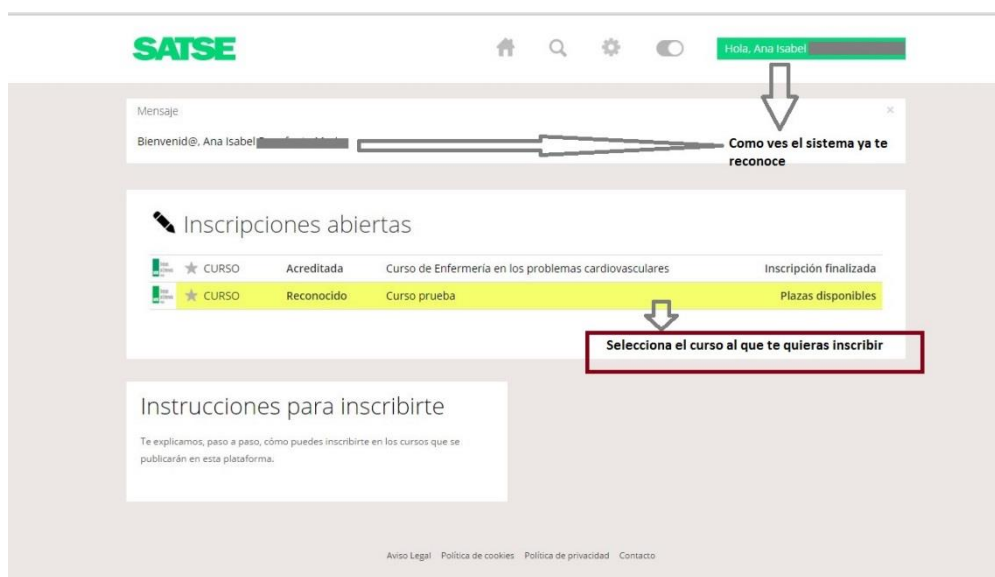 SATSE
Hola, Ana Isabel
Mensaje
×
Bienvenid@, Ana Isabel
Como ves el sistema ya te
reconoce
Inscripciones abiertas
CURSO Acreditada Curso de Enfermería en los problemas cardiovasculares Inscripción finalizada
CURSO Reconocido Curso prueba Plazas disponibles
Selecciona el curso al que te quieras inscribir
Instrucciones para inscribirte
Te explicamos, paso a paso, cómo puedes inscribirte en los cursos que se
publicarán en esta plataforma.
Aviso Legal Política de cookies Política de privacidad Contacto